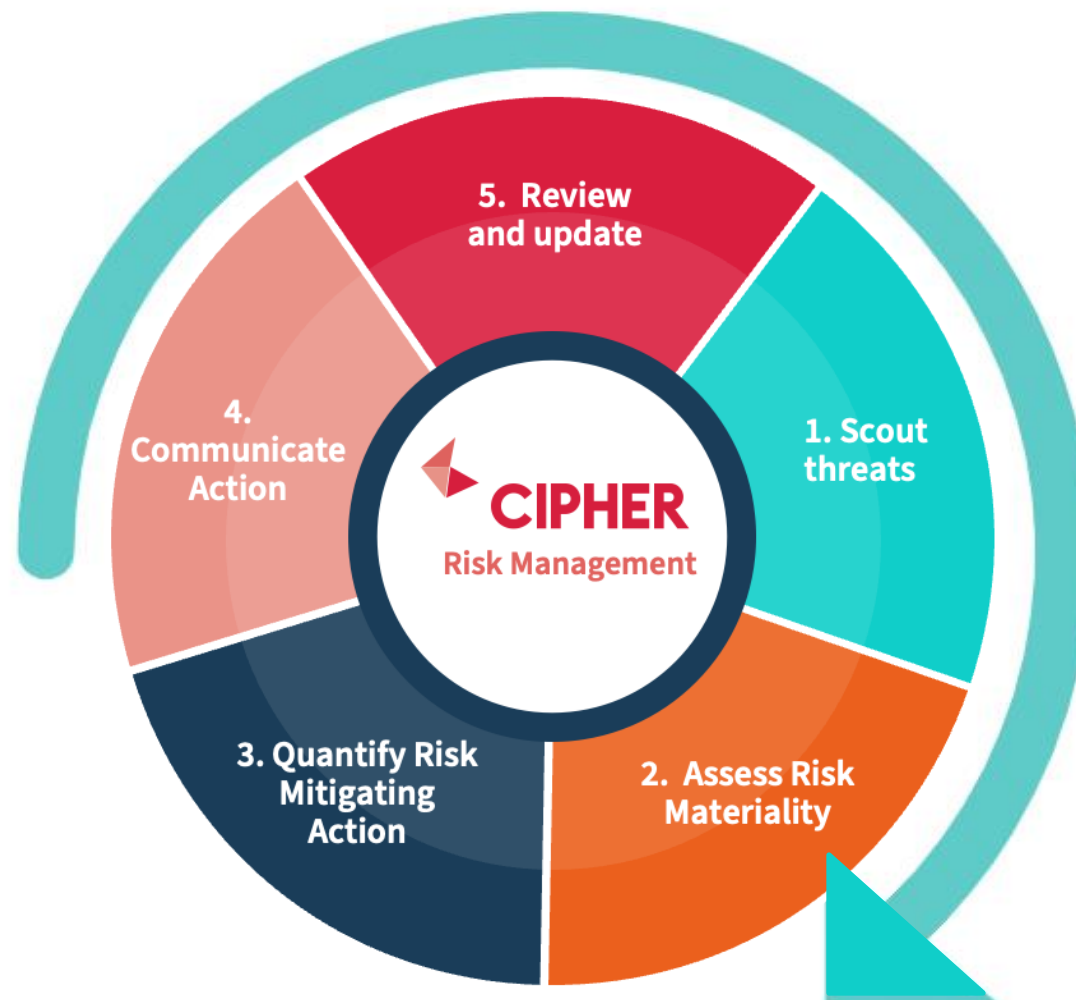 5. Review
and update
1. Scout
threats
2. Assess Risk
Materiality
3. Quantify Risk
Mitigating
Action
4.
Communicate
Action
CIPHER
Risk Management